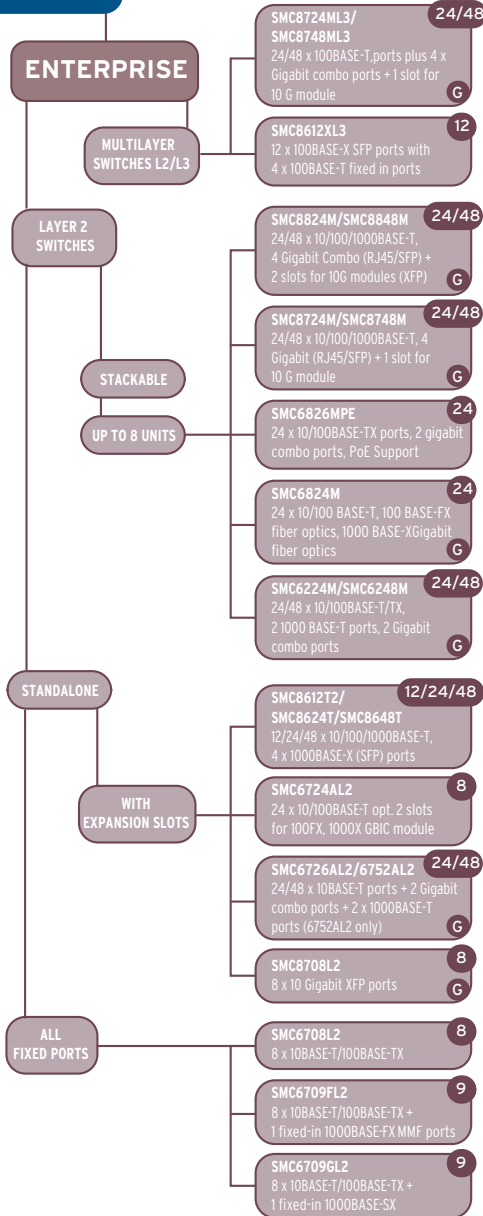 ENTERPRISE
MULTILAYER
SWITCHES L2/L3
24/48
SMC8724ML3/
SMC8748ML3
24/48 x 100BASE-T,ports plus 4 x
Gigabit combo ports + 1 slot for
10 G module
G
12
SMC8612XL3
12 x 100BASE-X SFP ports with
4 x 100BASE-T fixed in ports
LAYER 2
SWITCHES
STACKABLE
UP TO 8 UNITS
24/48
SMC8824M/SMC8848M
24/48 x 10/100/1000BASE-T,
4 Gigabit Combo (RJ45/SFP) +
2 slots for 10G modules (XFP)
G
24/48
SMC8724M/SMC8748M
24/48 x 10/100/1000BASE-T, 4
Gigabit (RJ45/SFP) + 1 slot for
10 G module
G
24
SMC6826MPE
24 x 10/100BASE-TX ports, 2 gigabit
combo ports, PoE Support
24
SMC6824M
24 x 10/100 BASE-T, 100 BASE-FX
fiber optics, 1000 BASE-XGigabit
fiber optics
G
24/48
SMC6224M/SMC6248M
24/48 x 10/100BASE-T/TX,
2 1000 BASE-T ports, 2 Gigabit
combo ports
G
STANDALONE
WITH
EXPANSION SLOTS
12/24/48
SMC8612T2/
SMC8624T/SMC8648T
12/24/48 x 10/100/1000BASE-T,
4 x 1000BASE-X (SFP) ports
8
SMC6724AL2
24 x 10/100BASE-T opt. 2 slots
for 100FX, 1000X GBIC module
24/48
SMC6726AL2/6752AL2
24/48 x 10BASE-T ports + 2 Gigabit
combo ports + 2 x 1000BASE-T
ports (6752AL2 only)
G
8
SMC8708L2
8 x 10 Gigabit XFP ports
G
ALL
FIXED PORTS
8
SMC6708L2
8 x 10BASE-T/100BASE-TX
9
SMC6709FL2
8 x 10BASE-T/100BASE-TX +
1 fixed-in 1000BASE-FX MMF ports
9
SMC6709GL2
8 x 10BASE-T/100BASE-TX +
1 fixed-in 1000BASE-SX